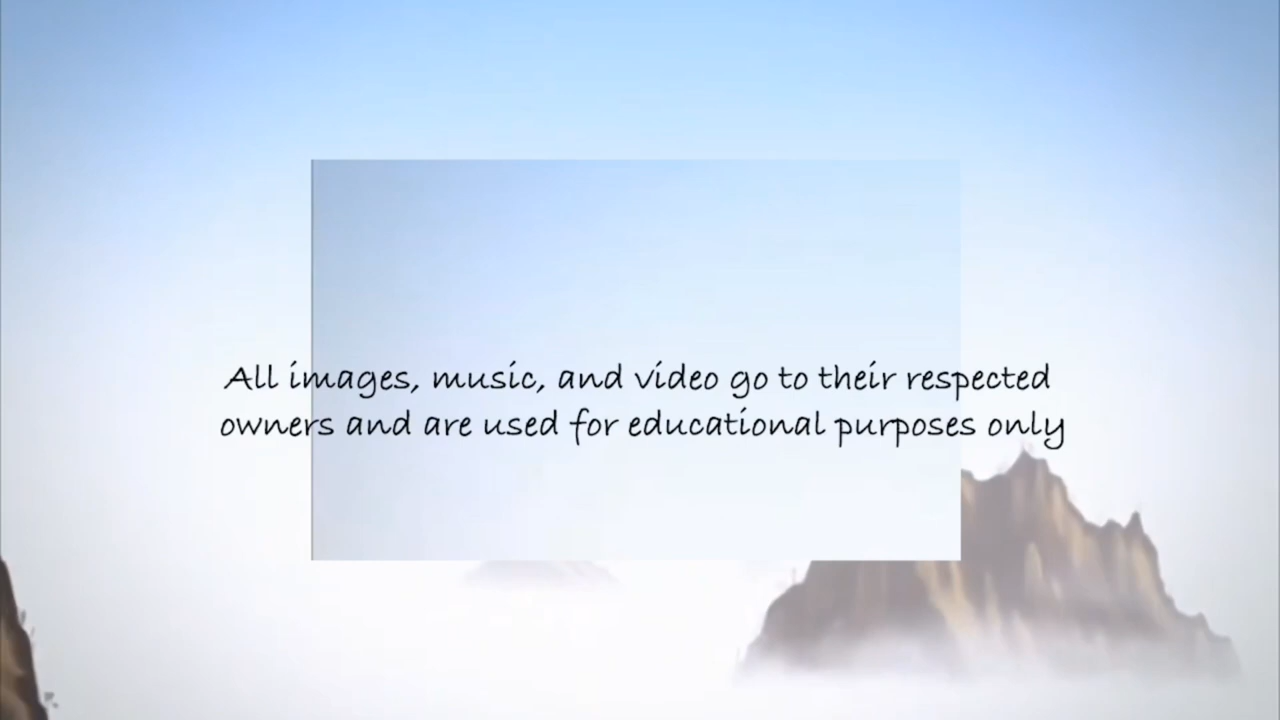 All images, music, and video go to their respected
owners and are used for educational purposes only